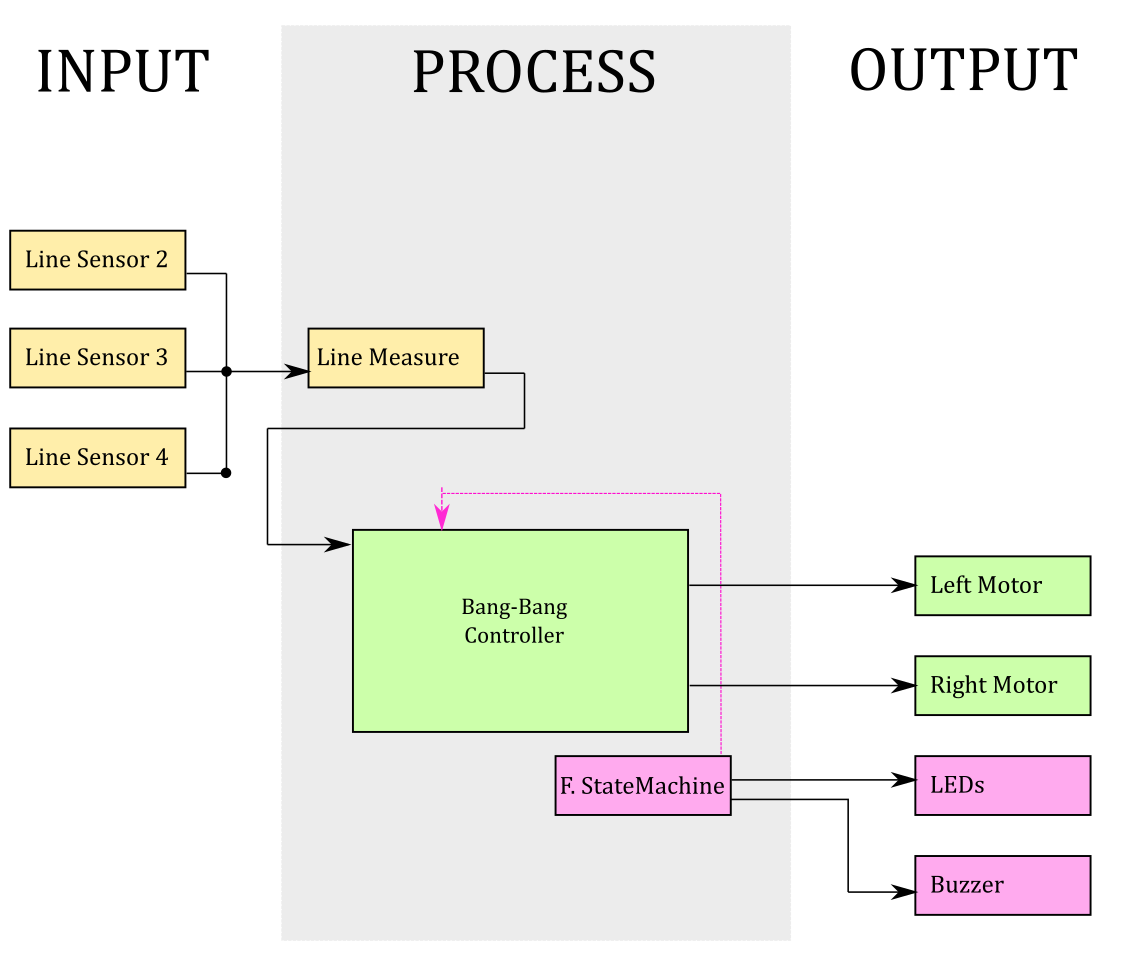 INPUT
PROCESS
OUTPUT
Line Sensor 2
Line Sensor 3
Line Measure
Line Sensor 4
Bang-Bang
Controller
Left Motor
Right Motor
F. StateMachine
LEDs
Buzzer